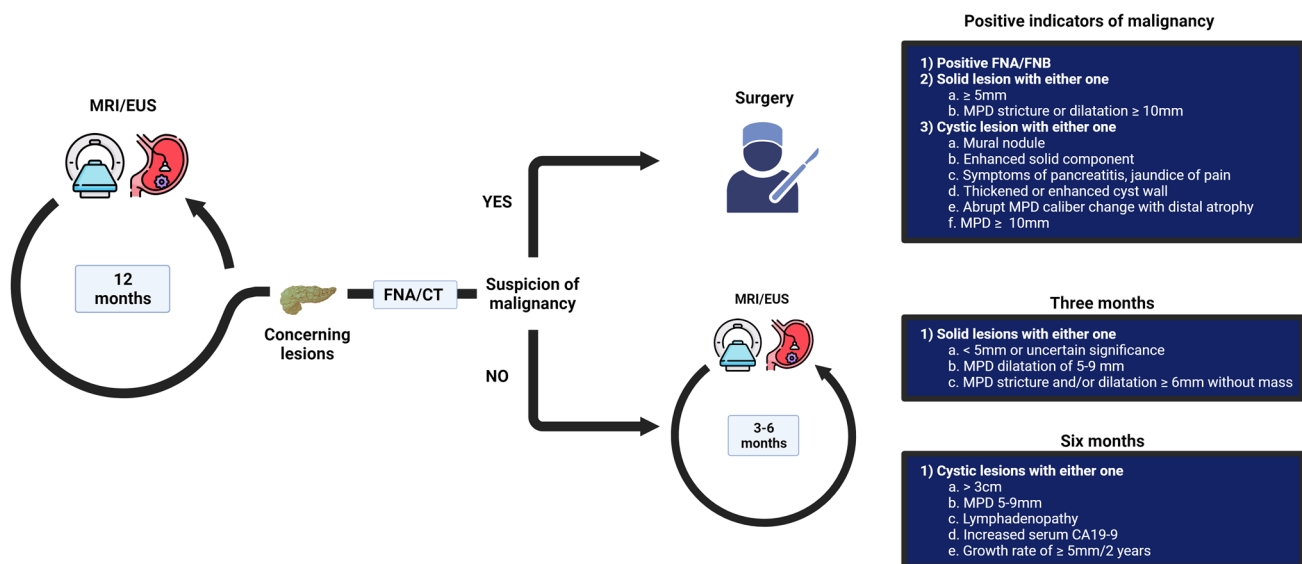 MRI/EUS
12
months
Concerning
lesions
FNA/CT
Suspicion of
malignancy
YES
NO
Surgery
MRI/EUS
3-6
months
Positive indicators of malignancy
1) Positive FNA/FNB
2) Solid lesion with either one
a. ≥ 5mm
b. MPD stricture or dilatation ≥ 10mm
3) Cystic lesion with either one
a. Mural nodule
b. Enhanced solid component
c. Symptoms of pancreatitis, jaundice of pain
d. Thickened or enhanced cyst wall
e. Abrupt MPD caliber change with distal atrophy
f. MPD ≥ 10mm
Three months
1) Solid lesions with either one
a. < 5mm or uncertain significance
b. MPD dilatation of 5-9 mm
c. MPD stricture and/or dilatation ≥ 6mm without mass
Six months
1) Cystic lesions with either one
a. > 3cm
b. MPD 5-9mm
c. Lymphadenopathy
d. Increased serum CA19-9
e. Growth rate of ≥ 5mm/2 years